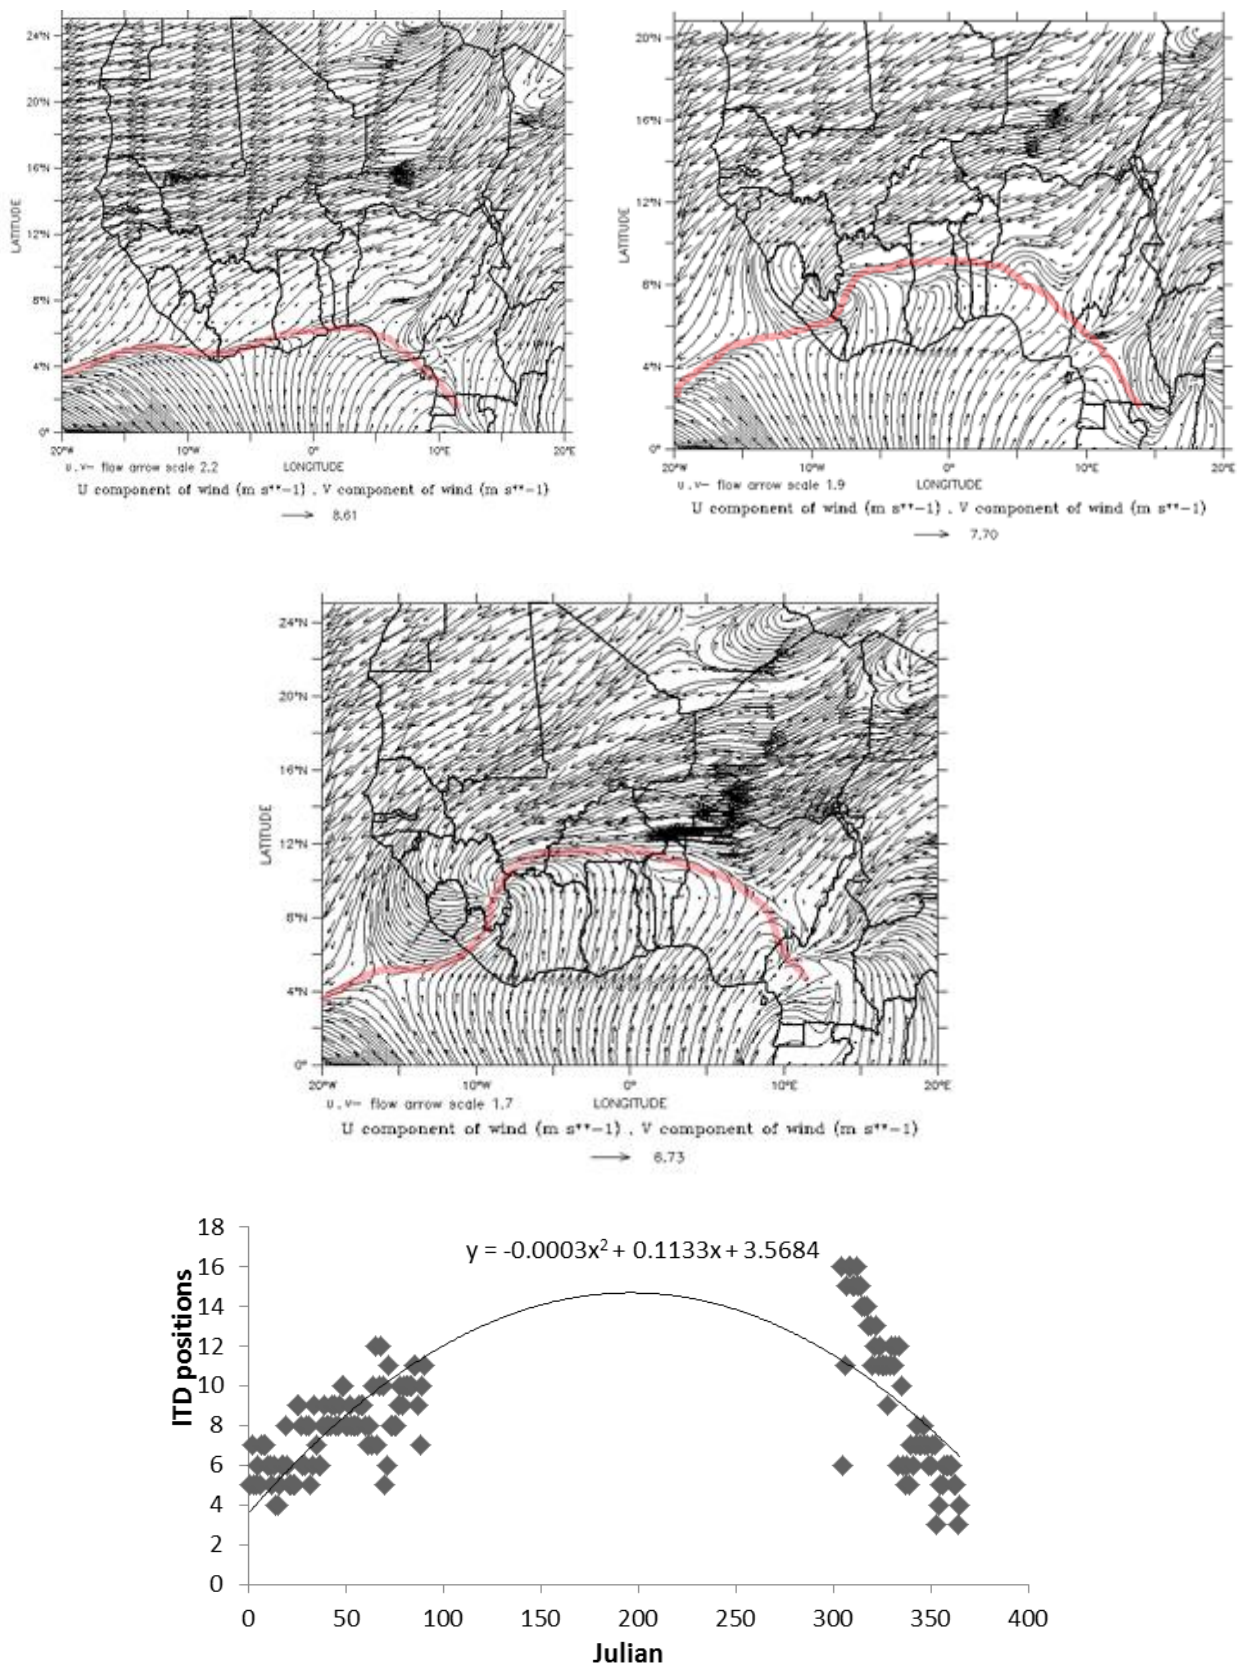 24°N
20°N
16°N
12°N
8°N
4°N
0°
LATITUDE
20°W 10°W 0° 10°E 20°E
u,v- flow arrow scale 2.2 LONGITUDE
U component of wind (m s**-1) , V component of wind (m s**-1)
8.61
20°N
16°N
12°N
8°N
4°N
0°
LATITUDE
20°W 10°W 0° 10°E 20°E
u,v- flow arrow scale 1.9 LONGITUDE
U component of wind (m s**-1) , V component of wind (m s**-1)
7.70
24°N
20°N
16°N
12°N
8°N
4°N
0°
LATITUDE
20°W 10°W 0° 10°E 20°E
u,v- flow arrow scale 1.7 LONGITUDE
U component of wind (m s**-1) , V component of wind (m s**-1)
6.73
y = -0.0003x² + 0.1133x + 3.5684
18
16
14
12
10
8
6
4
2
0
ITD positions
0 50 100 150 200 250 300 350 400
Julian